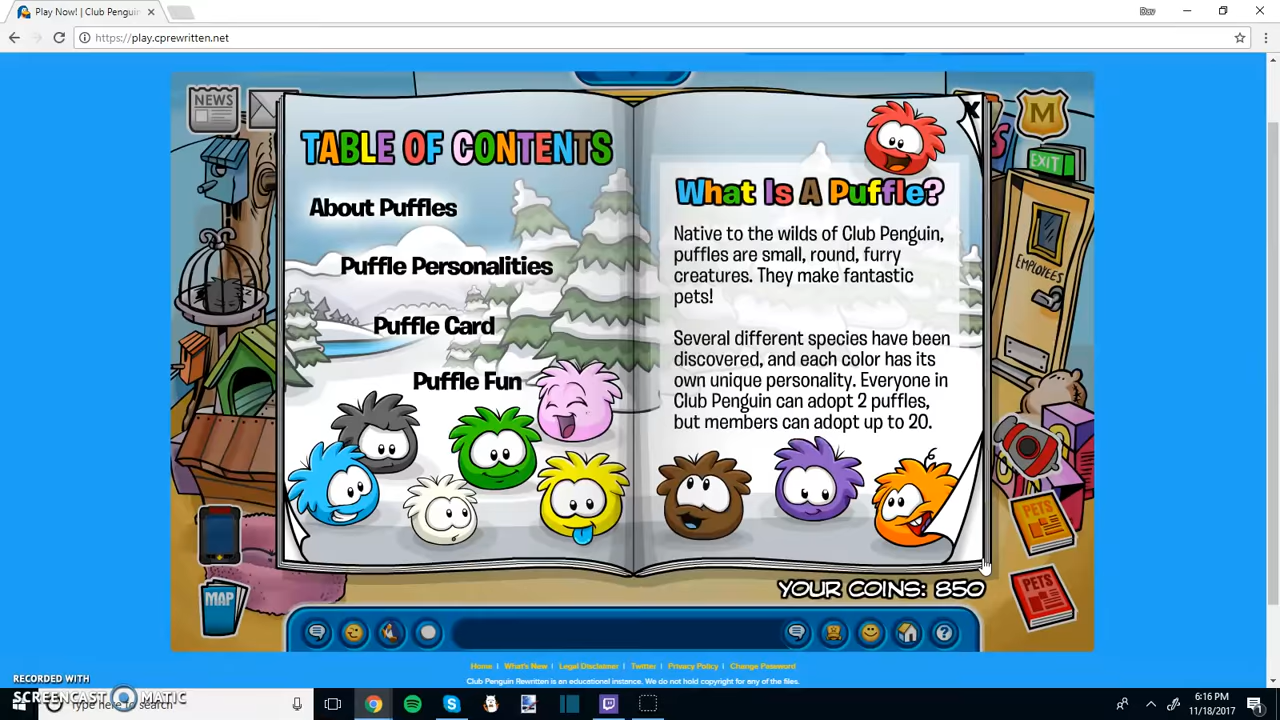 Play Now! | Club Penguin
Dav
https://play.cprewritten.net
NEWS
M
EXIT
EMPLOYEES
TABLE OF CONTENTS
About Puffles
Puffle Personalities
Puffle Card
Puffle Fun
X
What Is A Puffle?
Native to the wilds of Club Penguin,
puffles are small, round, furry
creatures. They make fantastic
pets!
Several different species have been
discovered, and each color has its
own unique personality. Everyone in
Club Penguin can adopt 2 puffles,
but members can adopt up to 20.
PETS
PETS
MAP
YOUR COINS: 850
?
Home | What's New | Legal Disclaimer | Twitter | Privacy Policy | Change Password
Club Penguin Rewritten is an educational instance. We do not hold copyright for any of the files.
RECORDED WITH
SCREENCAST MATIC
Type here to search
6:16 PM
11/18/2017